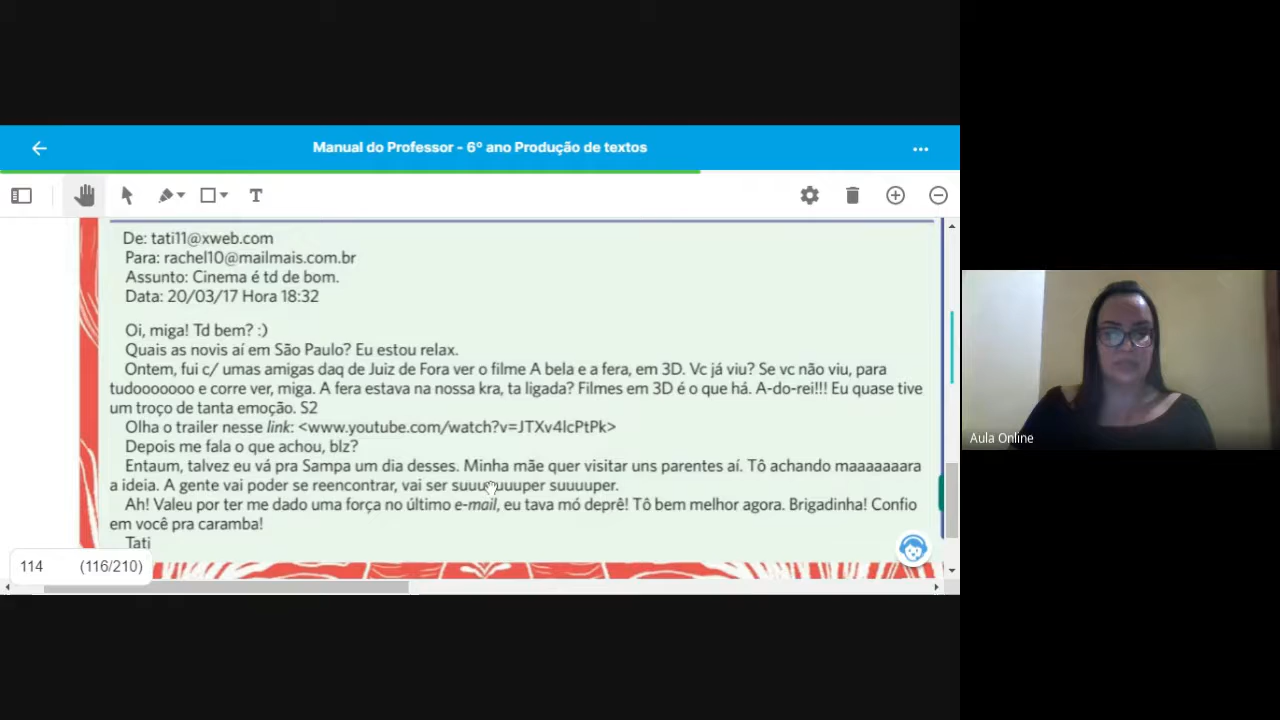 Manual do Professor - 6º ano Produção de textos
T
De: tati11@xweb.com
Para: rachel10@mailmais.com.br
Assunto: Cinema é td de bom.
Data: 20/03/17 Hora 18:32
Oi, miga! Td bem? :)
Quais as novis aí em São Paulo? Eu estou relax.
Ontem, fui c/ umas amigas daq de Juiz de Fora ver o filme A bela e a fera, em 3D. Vc já viu? Se vc não viu, para
tudooooooo e corre ver, miga. A fera estava na nossa kra, ta ligada? Filmes em 3D é o que há. A-do-rei!!! Eu quase tive
um troço de tanta emoção. S2
Olha o trailer nesse link: <www.youtube.com/watch?v=JTXv4lcPtPk>
Depois me fala o que achou, blz?
Entaum, talvez eu vá pra Sampa um dia desses. Minha mãe quer visitar uns parentes aí. Tô achando maaaaaaara
a ideia. A gente vai poder se reencontrar, vai ser suuuuuuuper suuuuper.
Ah! Valeu por ter me dado uma força no último e-mail, eu tava mó deprê! Tô bem melhor agora. Brigadinha! Confio
em você pra caramba!
Tati
114 (116/210)
Aula Online